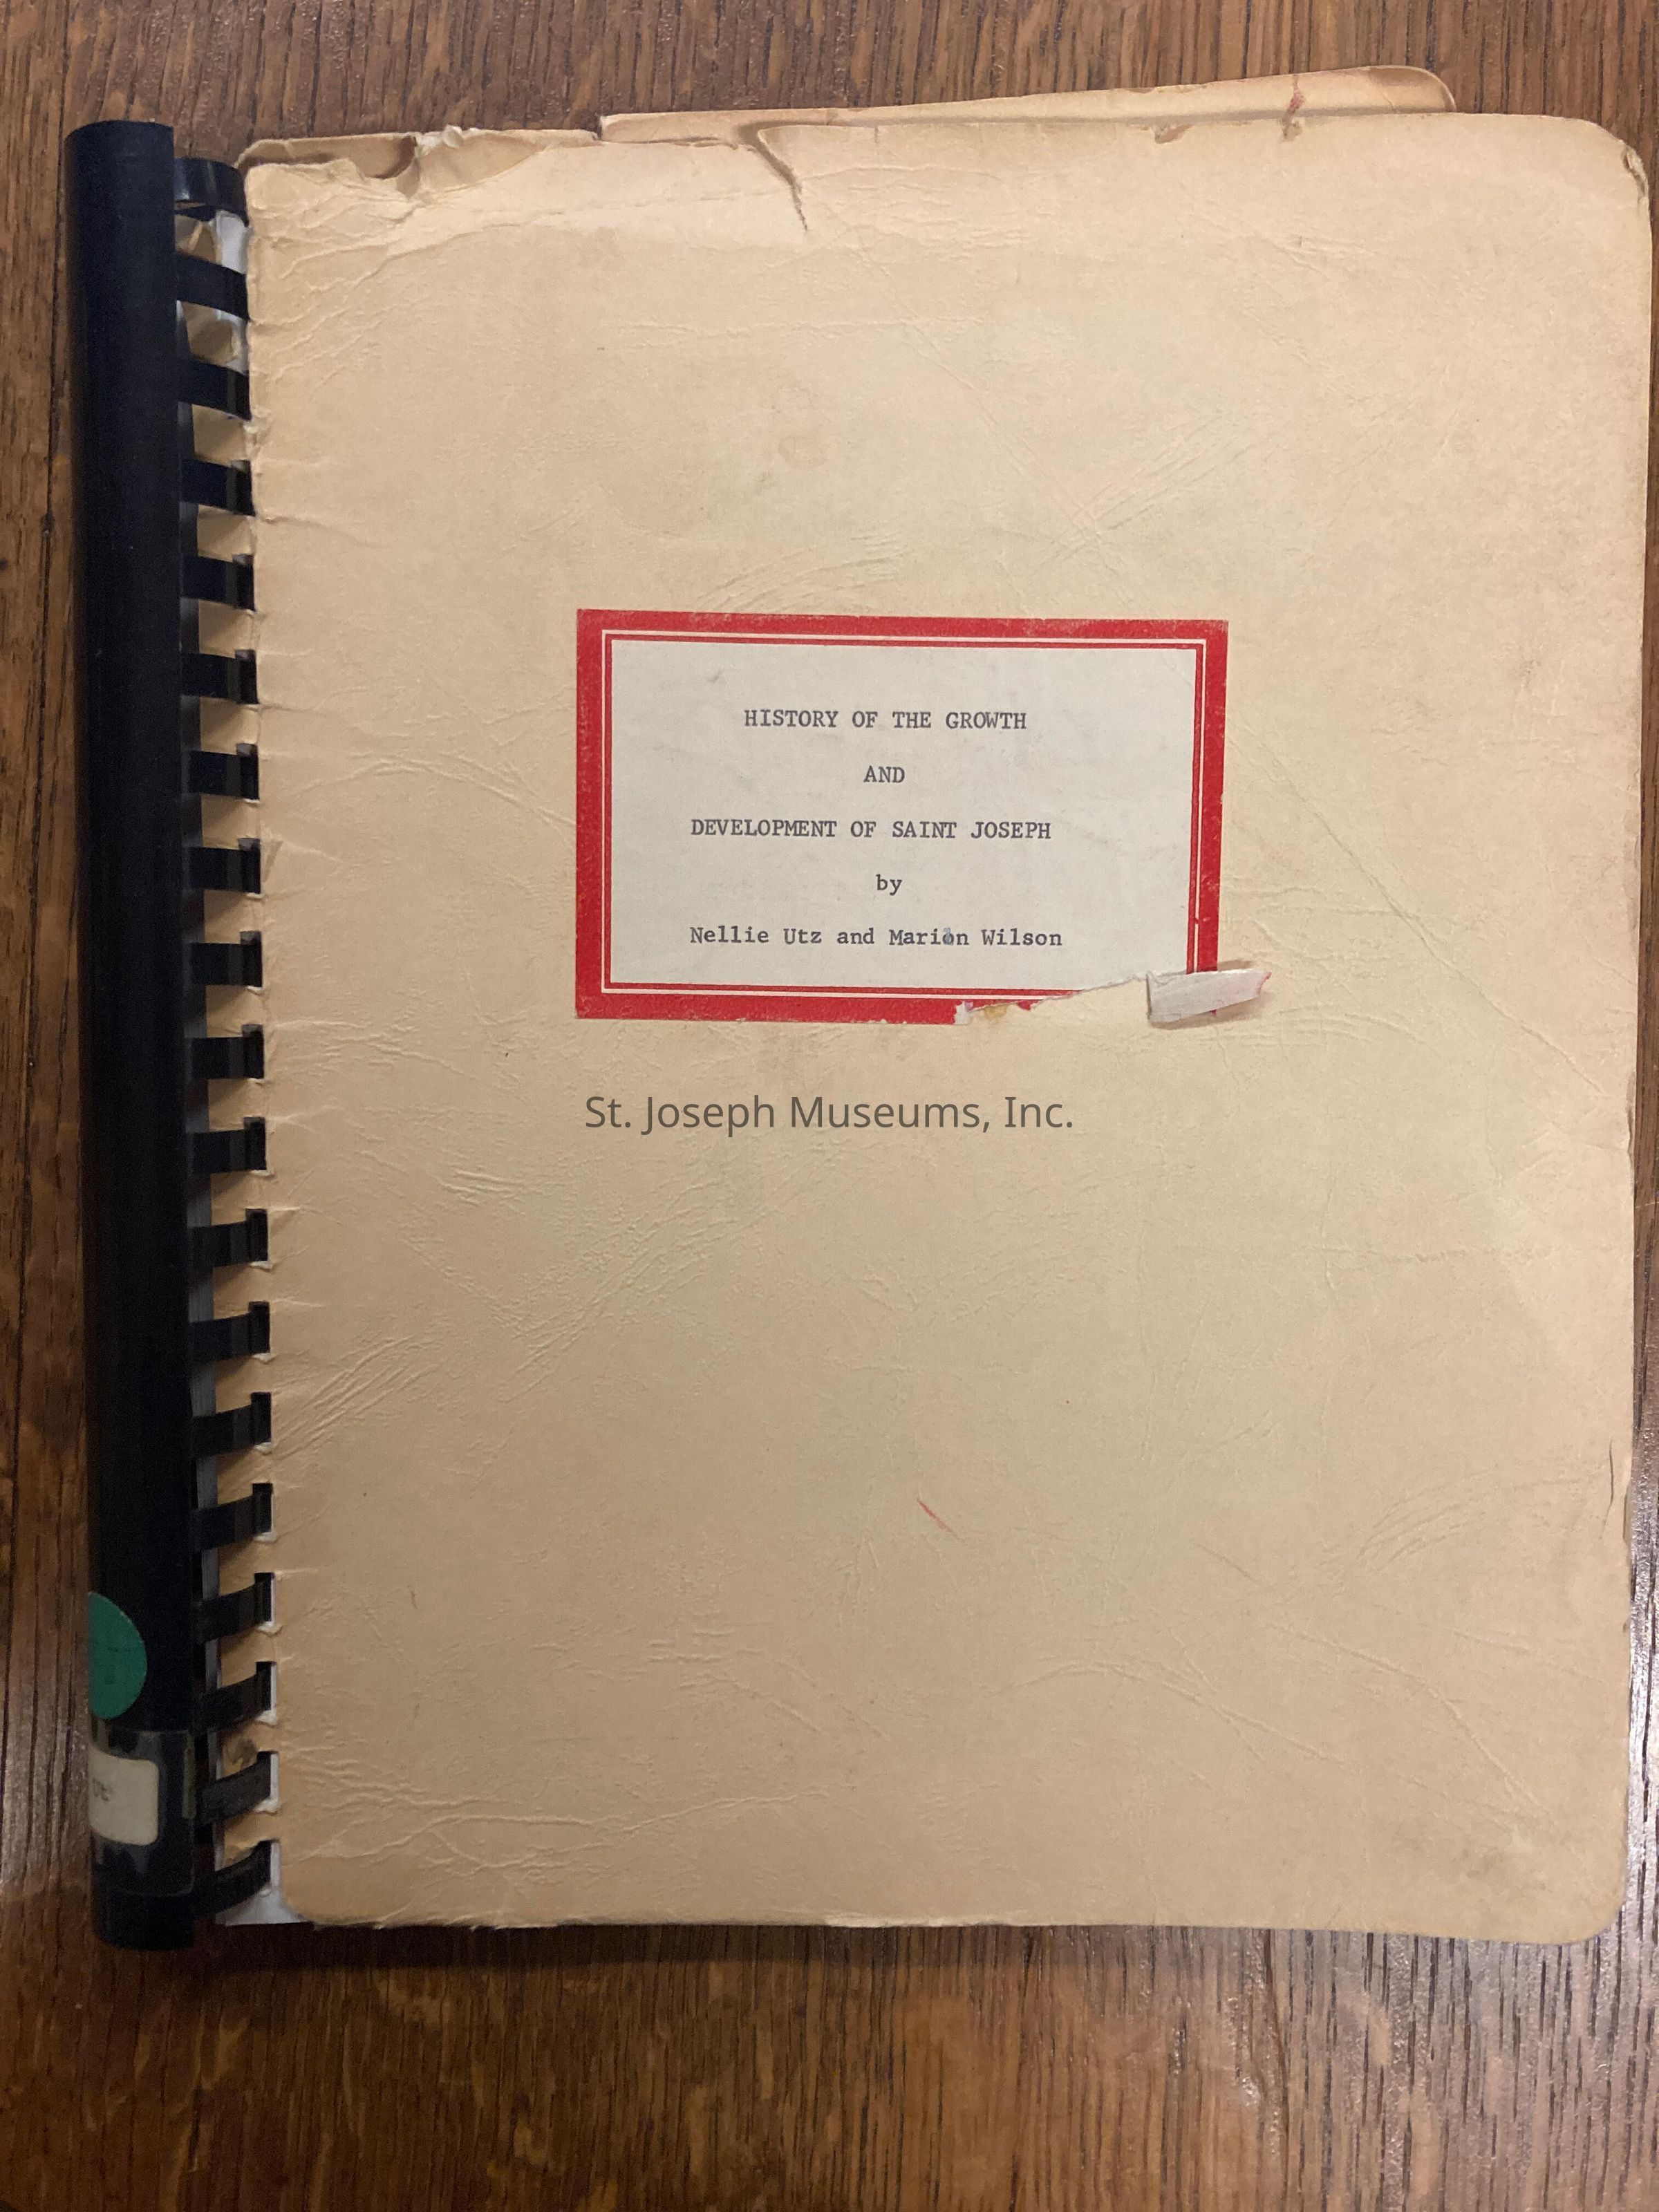 HISTORY OF THE GROWTH
AND
DEVELOPMENT OF SAINT JOSEPH
by
Nellie Utz and Marion Wilson
St. Joseph Museums, Inc.